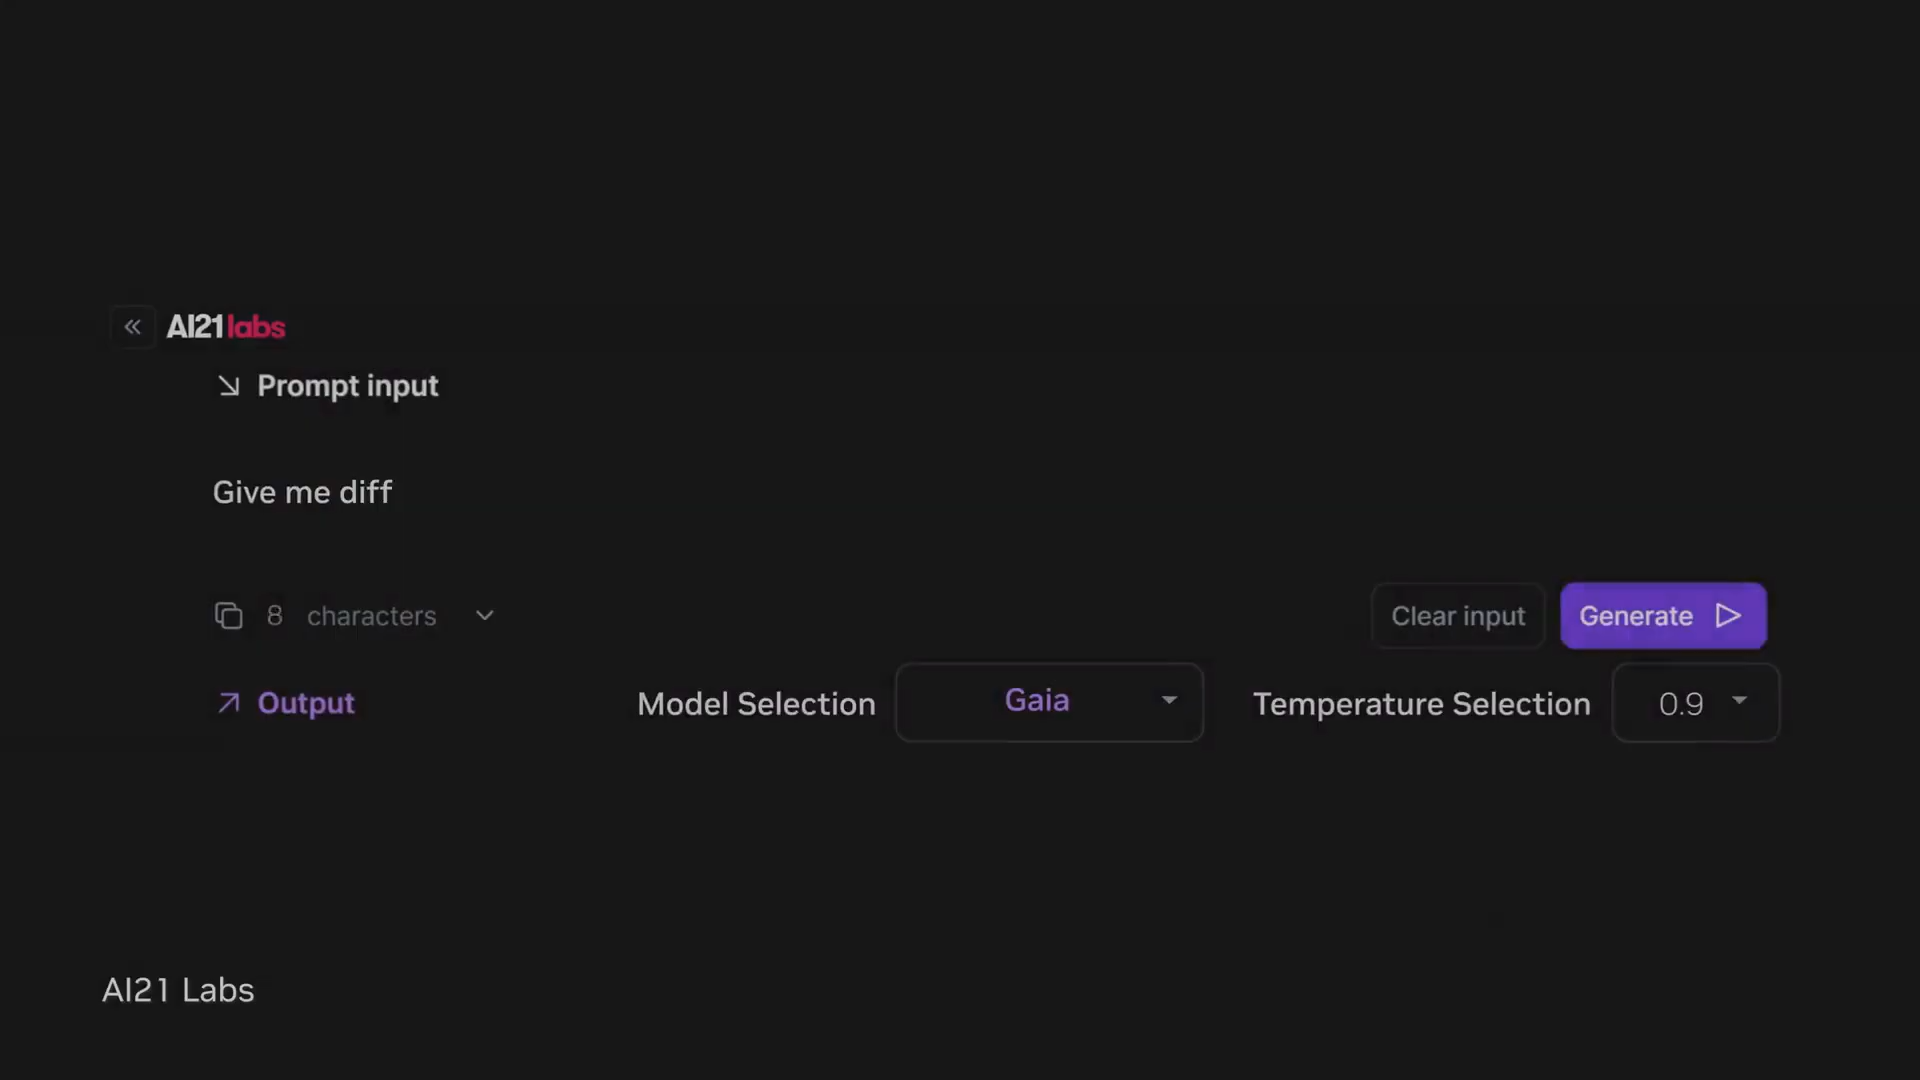 AI21labs
Prompt input
Give me diff
8 characters
Clear input
Generate
Output
Model Selection
Gaia
Temperature Selection
0.9
AI21 Labs